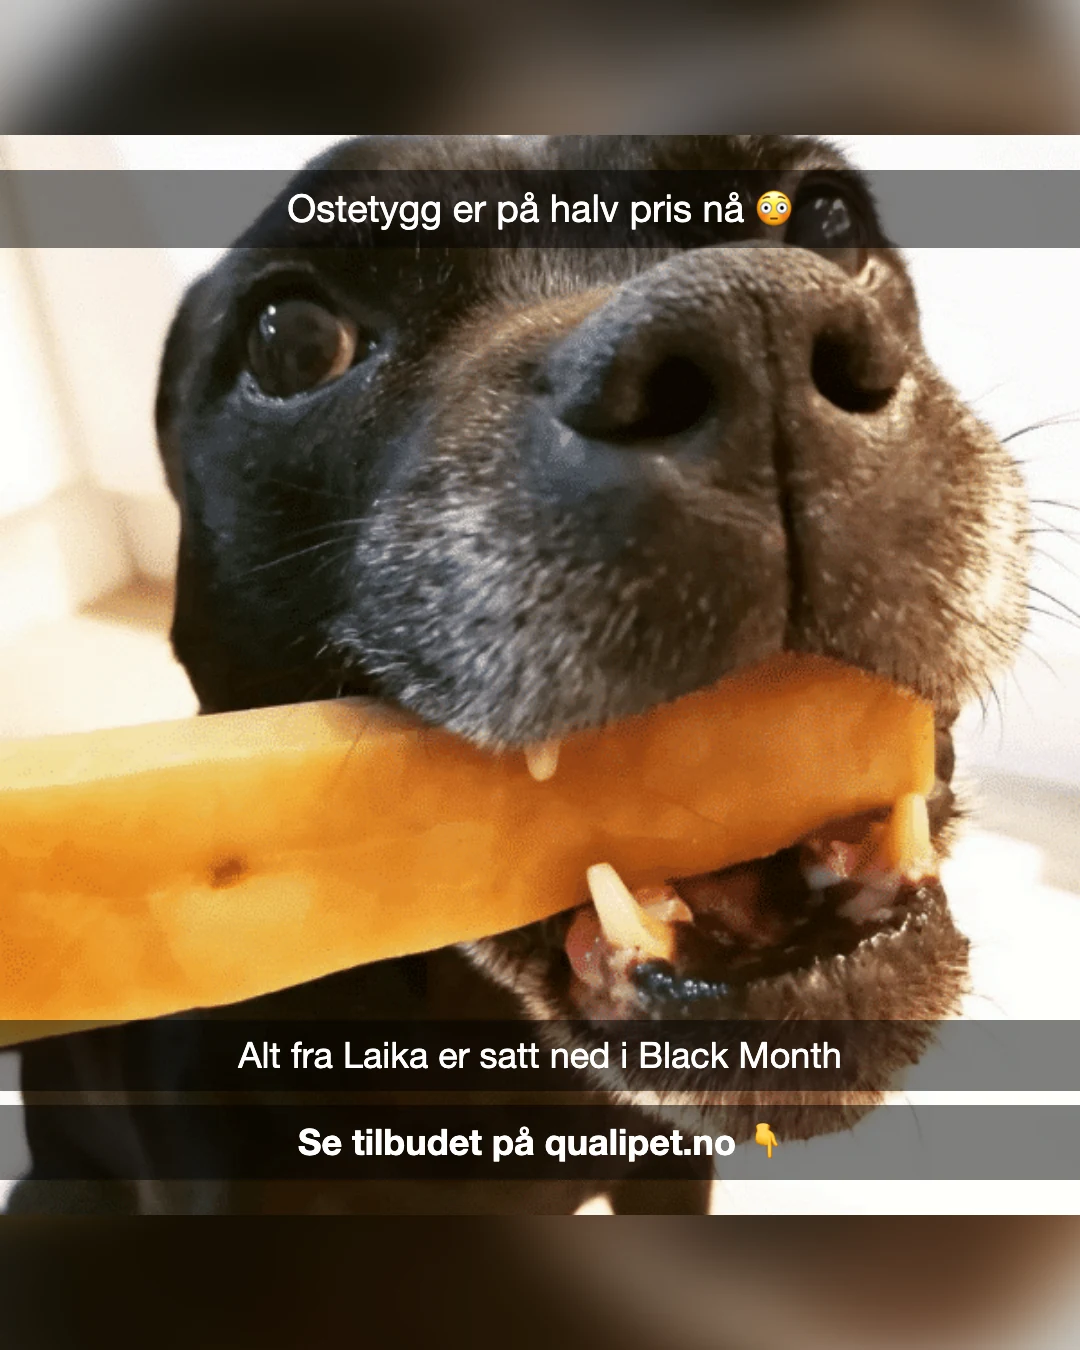 Ostetygg er på halv pris nå 😳
Alt fra Laika er satt ned i Black Month
Se tilbudet på qualipet.no 👇